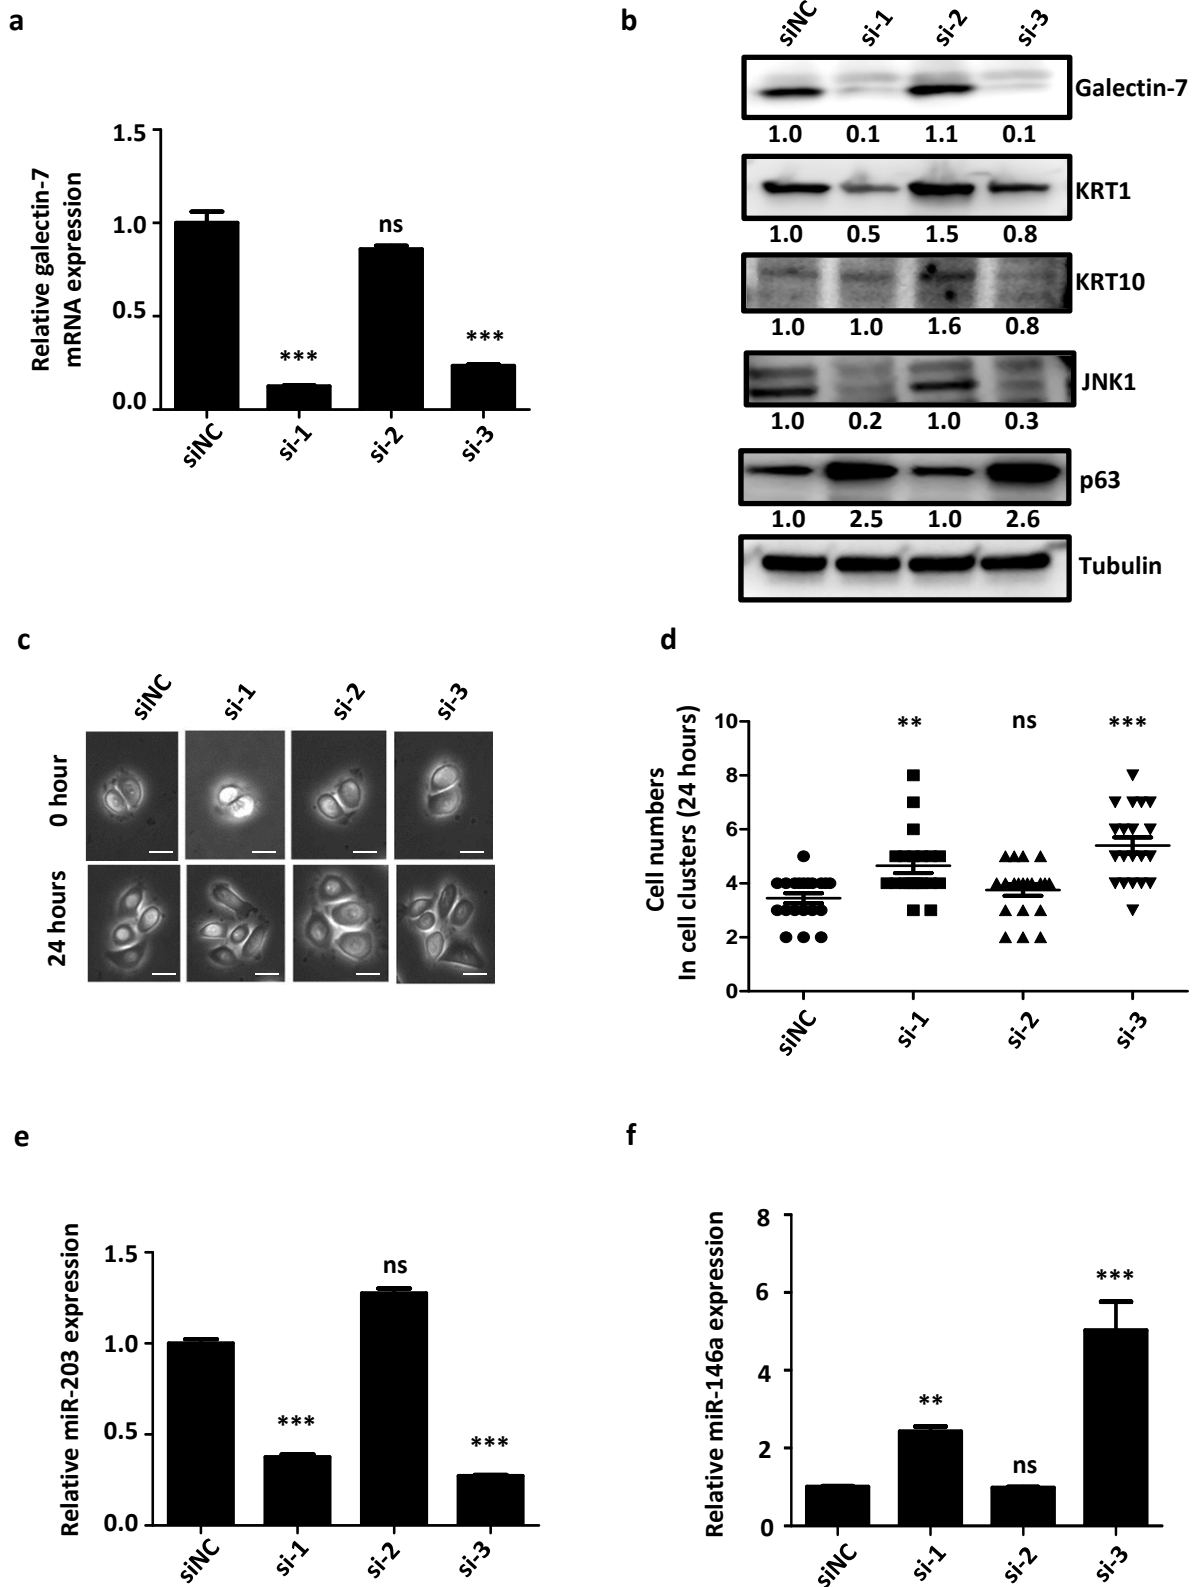 a
1.5
1.0
0.5
0.0
Relative galectin-7
mRNA expression
***
ns
***
siNC si-1 si-2 si-3
b
siNC si-1 si-2 si-3
Galectin-7
1.0 0.1 1.1 0.1
KRT1
1.0 0.5 1.5 0.8
KRT10
1.0 1.0 1.6 0.8
JNK1
1.0 0.2 1.0 0.3
p63
1.0 2.5 1.0 2.6
Tubulin
c
siNC si-1 si-2 si-3
0 hour
24 hours
d
Cell numbers
In cell clusters (24 hours)
10
8
6
4
2
0
** ns ***
siNC si-1 si-2 si-3
e
Relative miR-203 expression
1.5
1.0
0.5
0.0
***
ns
***
siNC si-1 si-2 si-3
f
Relative miR-146a expression
8
6
4
2
0
**
ns
***
siNC si-1 si-2 si-3